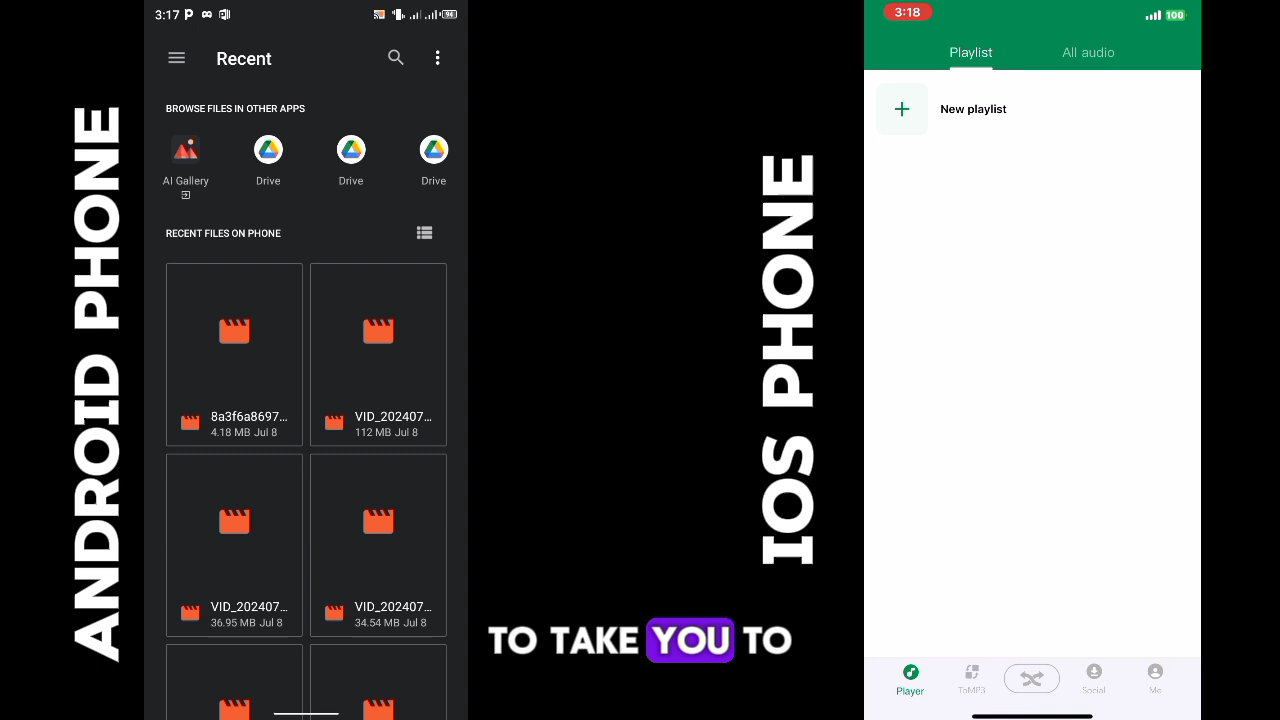 ANDROID PHONE
3:17
94
Recent
BROWSE FILES IN OTHER APPS
AI Gallery
Drive
Drive
Drive
RECENT FILES ON PHONE
8a3f6a8697...
4.18 MB Jul 8
VID_202407...
112 MB Jul 8
VID_202407...
36.95 MB Jul 8
VID_202407...
34.54 MB Jul 8
TO TAKE YOU TO
IOS PHONE
3:18
100
Playlist
All audio
New playlist
Player
ToMP3
Social
Me